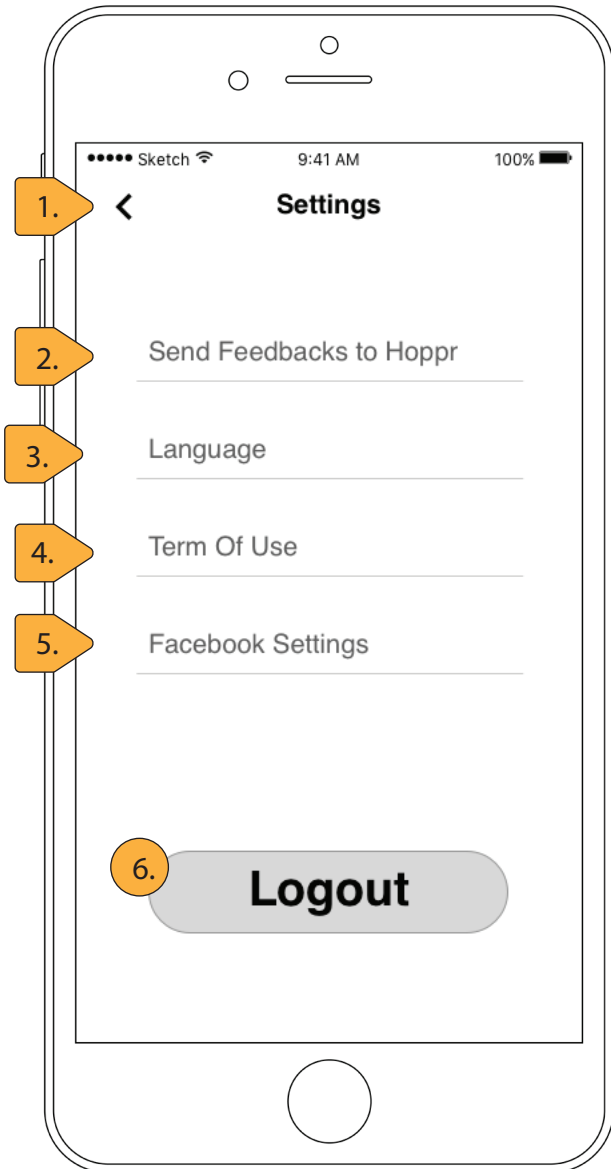 ●●●●● Sketch 9:41 AM 100%
1. Settings
2. Send Feedbacks to Hoppr
3. Language
4. Term Of Use
5. Facebook Settings
6. Logout